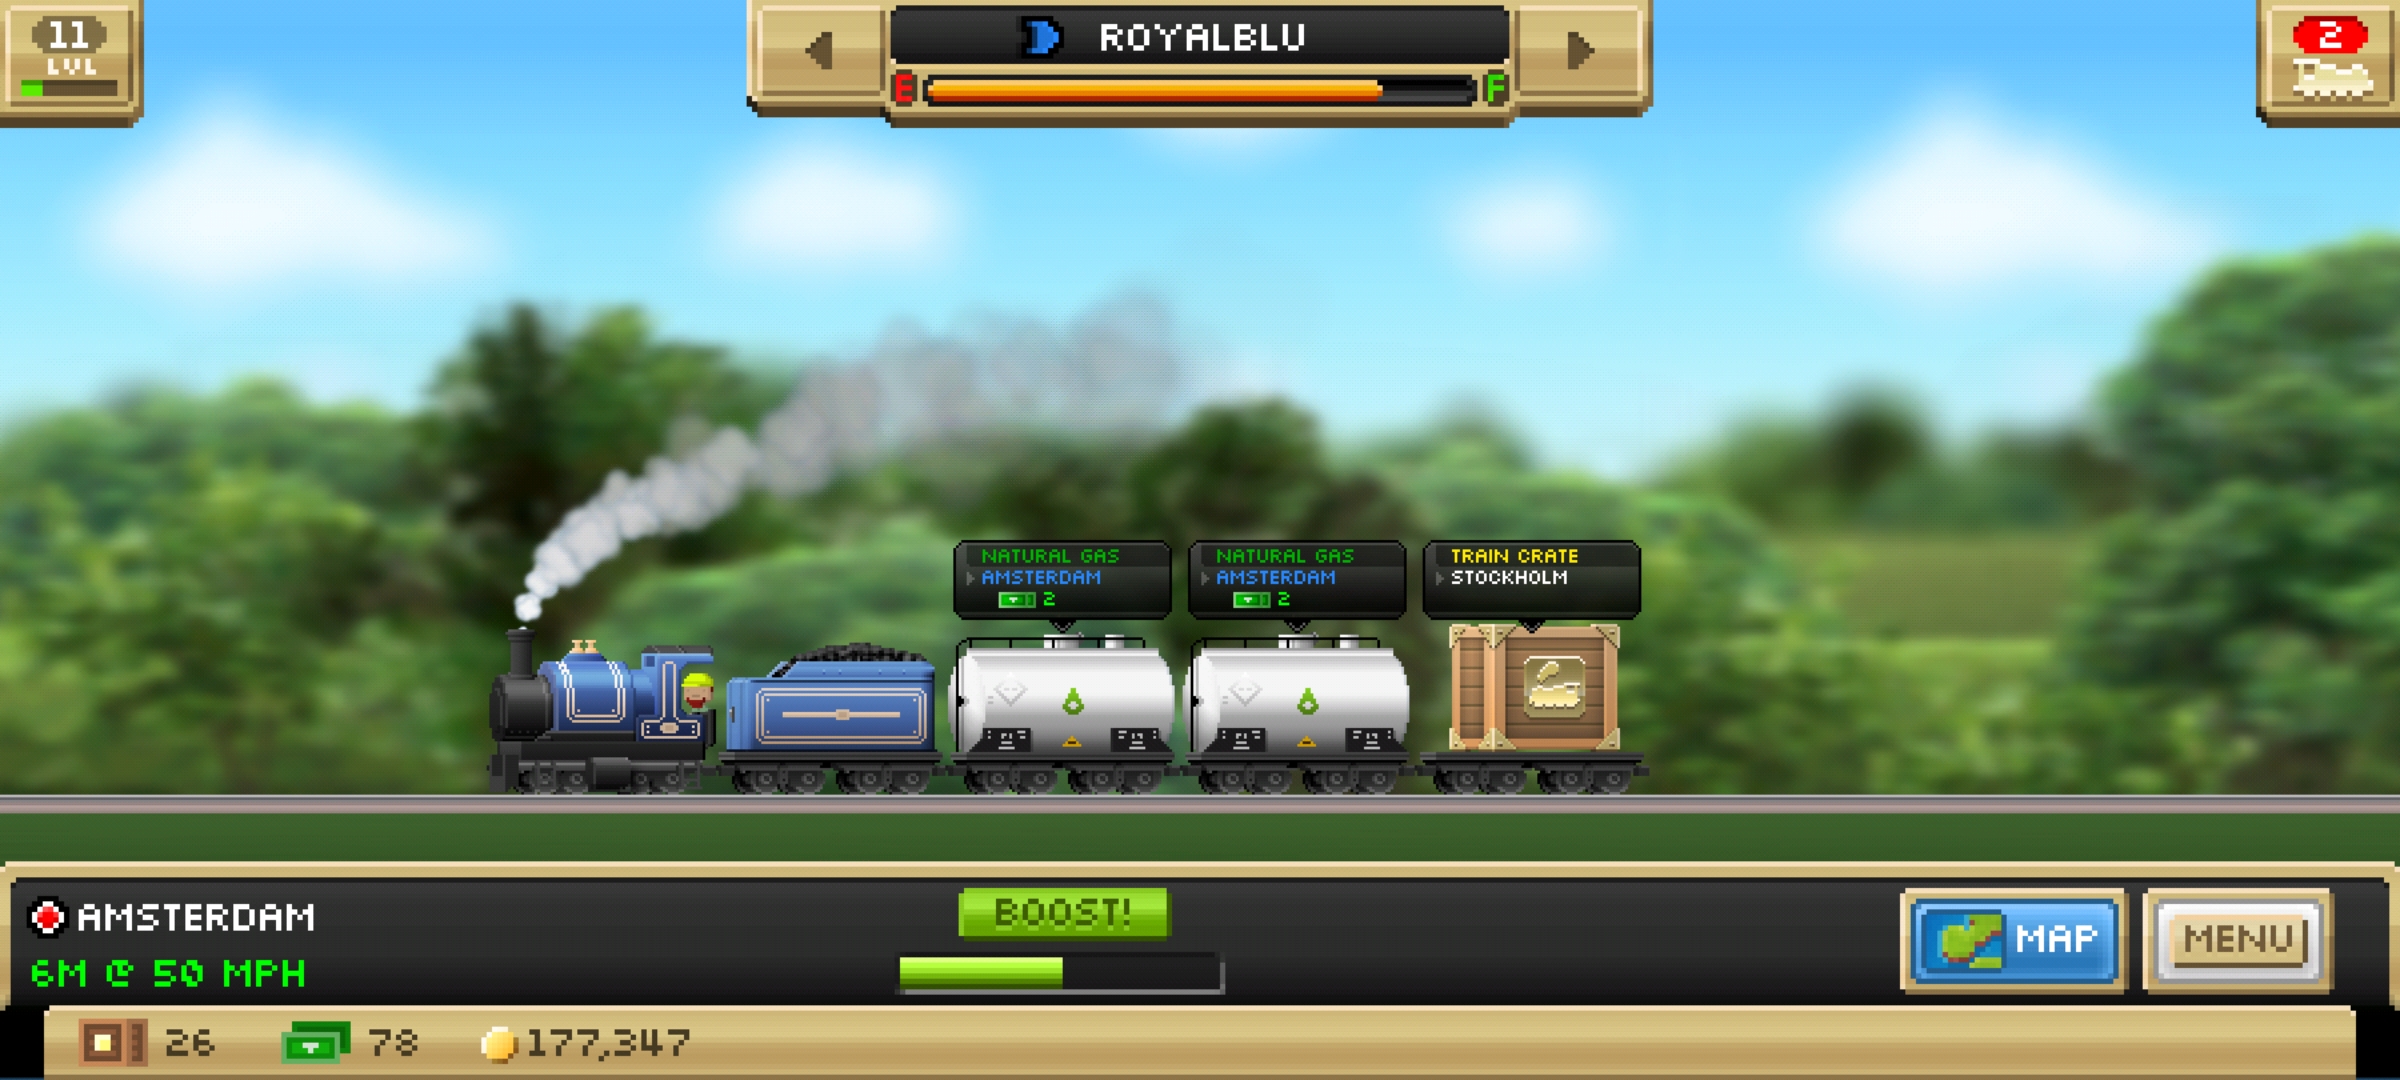 11
LVL
ROYALBLU
E F
2
NATURAL GAS
AMSTERDAM
2
NATURAL GAS
AMSTERDAM
2
TRAIN CRATE
STOCKHOLM
AMSTERDAM
6M @ 50 MPH
BOOST!
MAP
MENU
26
78
177,347